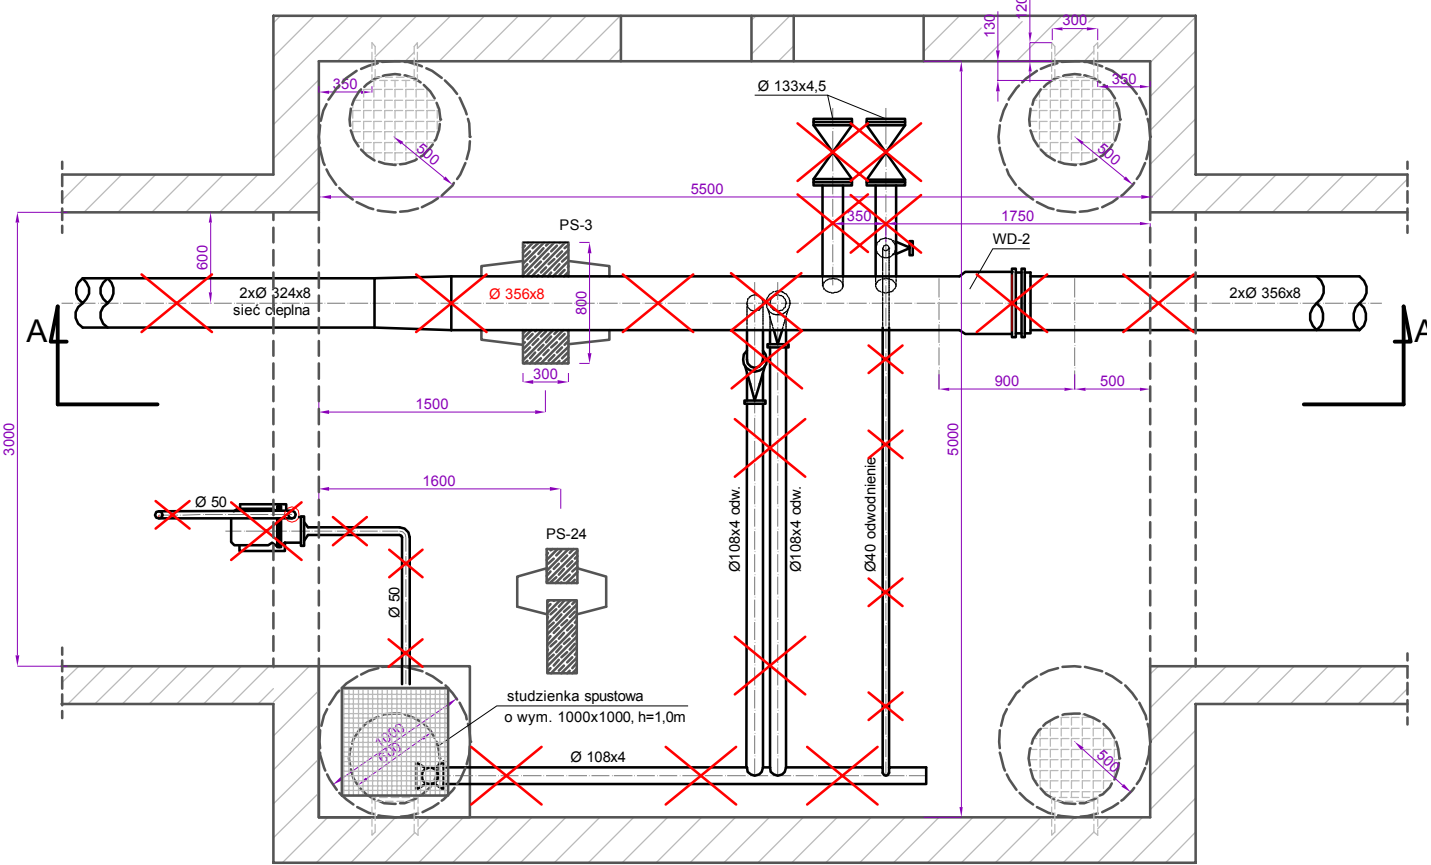 120
130
300
350
350
Ø 133x4,5
500
500
5500
350
1750
PS-3
WD-2
600
2xØ 324x8
sieć cieplna
Ø 356x8
800
2xØ 356x8
A
A
300
900
500
1500
3000
5000
1600
Ø 50
PS-24
Ø108x4 odw.
Ø108x4 odw.
Ø40 odwodnienie
Ø 50
studzienka spustowa
o wym. 1000x1000, h=1,0m
1000
600
Ø 108x4
500